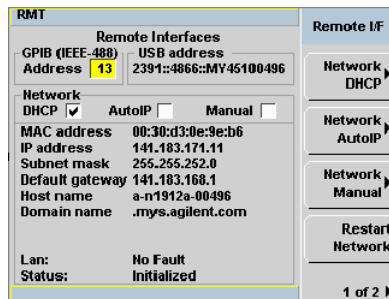 RMT
Remote Interfaces
GPIB (IEEE-488)
Address 13
USB address
2391::4866::MY45100496
Network
DHCP AutoIP Manual
MAC address 00:30:d3:0e:9e:b6
IP address 141.183.171.11
Subnet mask 255.255.252.0
Default gateway 141.183.168.1
Host name a-n1912a-00496
Domain name .mys.agilent.com
Lan: No Fault
Status: Initialized
Remote I/F
Network
DHCP
Network
AutoIP
Network
Manual
Restart
Network
1 of 2